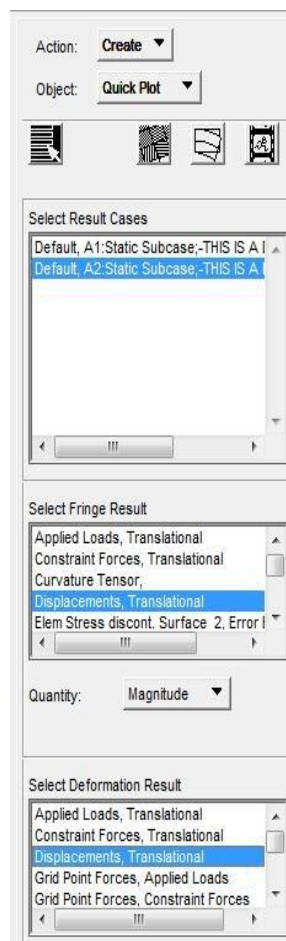 Action: Create
Object: Quick Plot
Select Result Cases
Default, A1:Static Subcase;-THIS IS A
Default, A2:Static Subcase;-THIS IS A
Select Fringe Result
Applied Loads, Translational
Constraint Forces, Translational
Curvature Tensor,
Displacements, Translational
Elem Stress discont. Surface 2, Error
Quantity: Magnitude
Select Deformation Result
Applied Loads, Translational
Constraint Forces, Translational
Displacements, Translational
Grid Point Forces, Applied Loads
Grid Point Forces, Constraint Forces